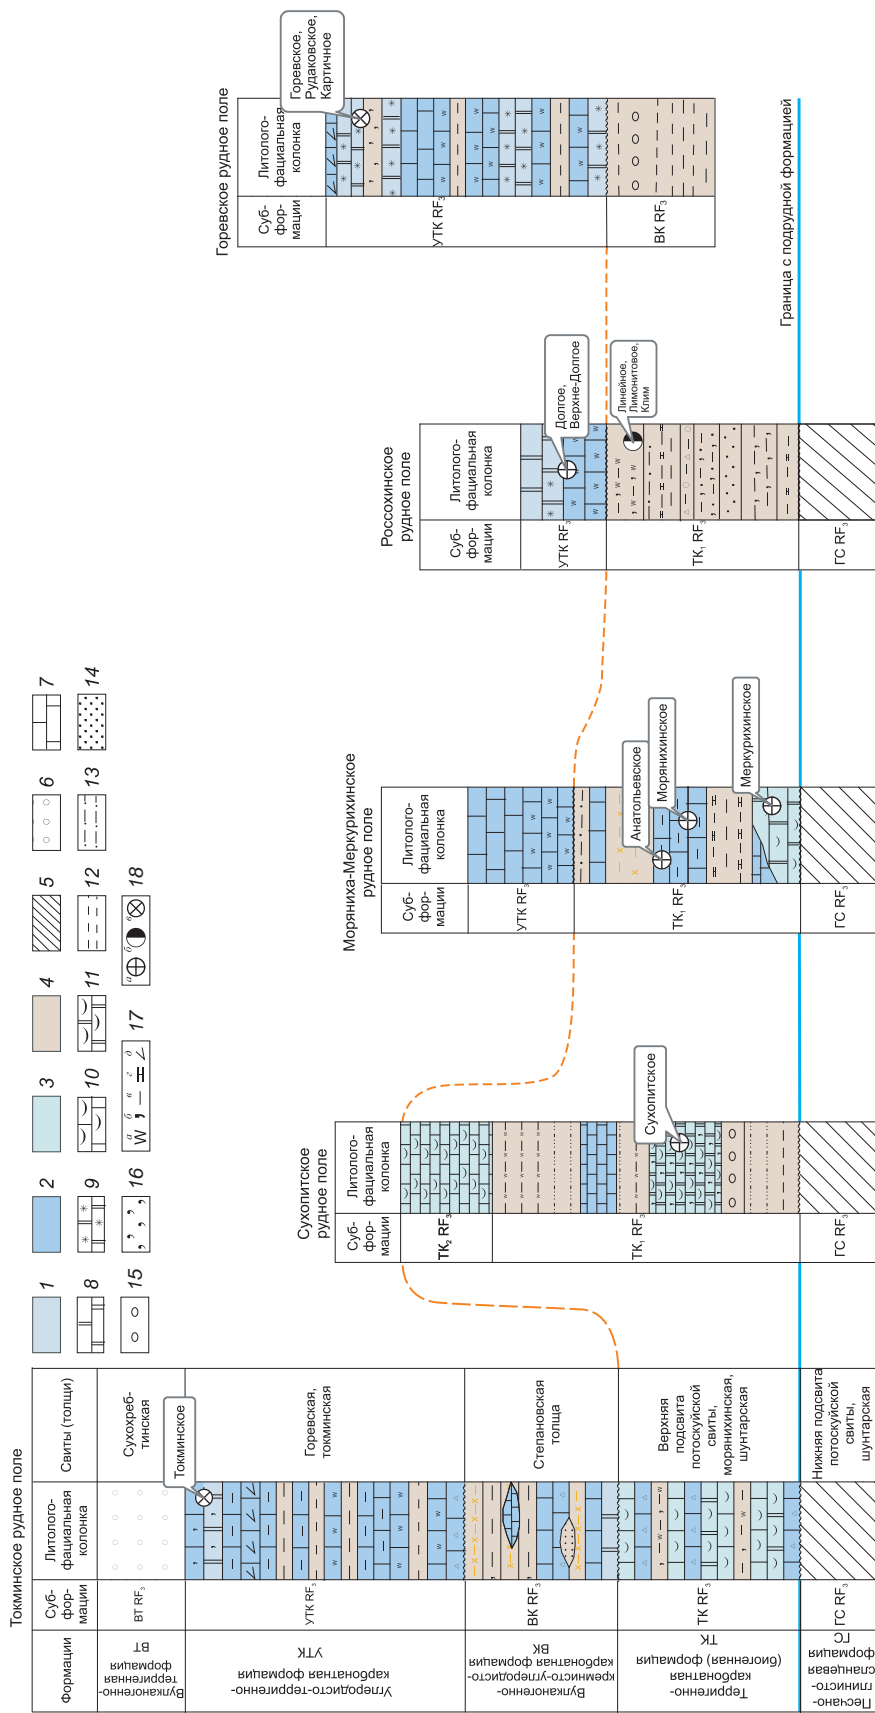 Токминское рудное поле
Формации
Суб-
фор-
мации
Литолого-
фациальная
колонка
Свиты (толщи)
Вулканогенно-
терригенная
формация
ВТ
ВТ RF3
Сухохреб-
тинская
Токминское
Углеродисто-терригенно-
карбонатная формация
УТК
УТК RF3
Горевская,
токминская
Вулканогенно-
кремнисто-углеродисто-
карбонатная формация
ВК
ВК RF3
Степановская
толща
Терригенно-
карбонатная
(биогенная) формация
ТК
ТК RF3
Верхняя
подсвита
потоскуйской
свиты,
морянихинская,
шунтарская
Песчано-
глинисто-
сланцевая
формация
ГС
ГС RF3
Нижняя подсвита
потоскуйской
свиты,
шунтарская
1
2
3
4
5
6
7
8
9
10
11
12
13
14
15
16
17
18
а
б
в
г
д
а
б
в
Сухопитское
рудное поле
Суб-
фор-
мации
Литолого-
фациальная
колонка
ТК2 RF3
ТК1 RF3
ГС RF3
Сухопитское
Моряниха-Меркурихинское
рудное поле
Суб-
фор-
мации
Литолого-
фациальная
колонка
УТК RF3
ТК1 RF3
ГС RF3
Анатольевское
Морянихинское
Меркурихинское
Россохинское
рудное поле
Суб-
фор-
мации
Литолого-
фациальная
колонка
УТК RF3
ТК1 RF3
ГС RF3
Долгое,
Верхне-Долгое
Линейное,
Лимонитовое,
Клим
Горевское рудное поле
Суб-
фор-
мации
Литолого-
фациальная
колонка
УТК RF3
ВК RF3
Горевское,
Рудаковское,
Картичное
Граница с подрудной формацией